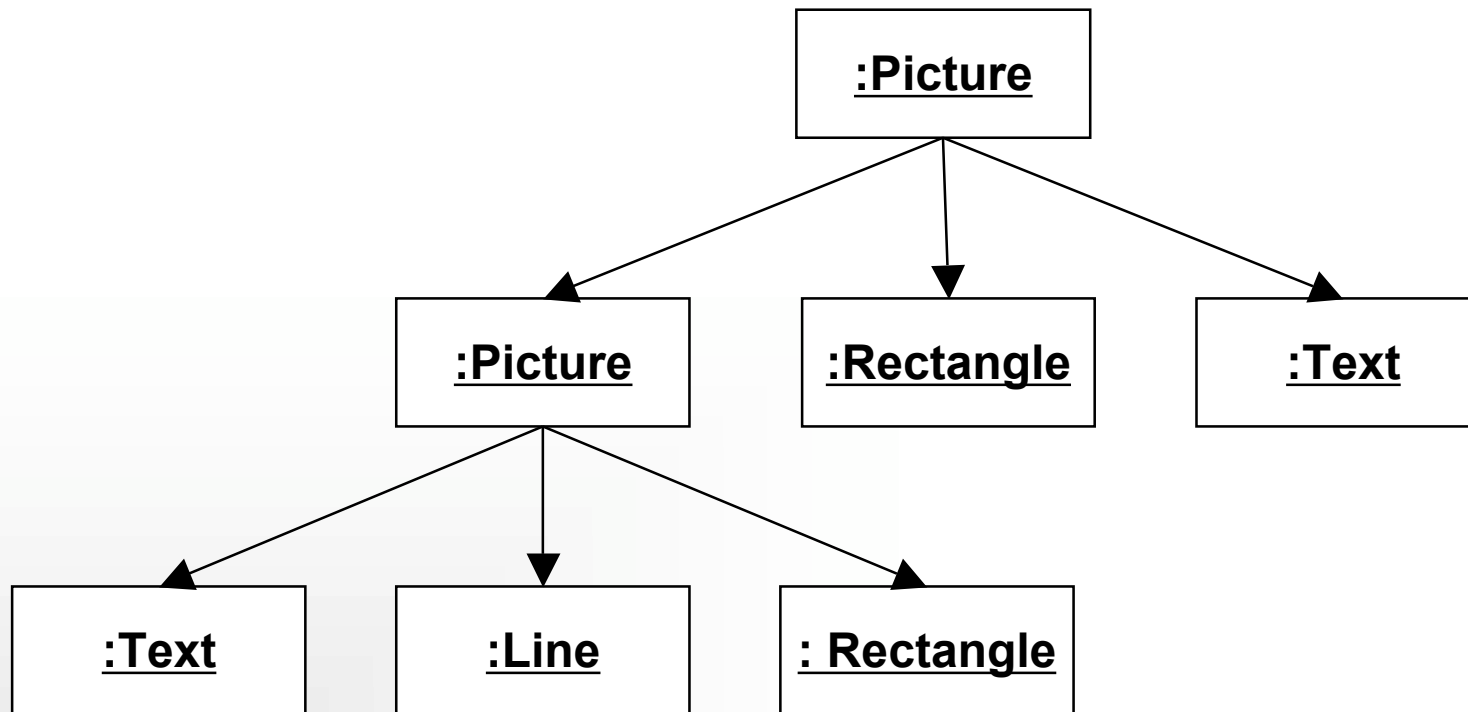 :Picture
:Picture
:Rectangle
:Text
:Text
:Line
: Rectangle